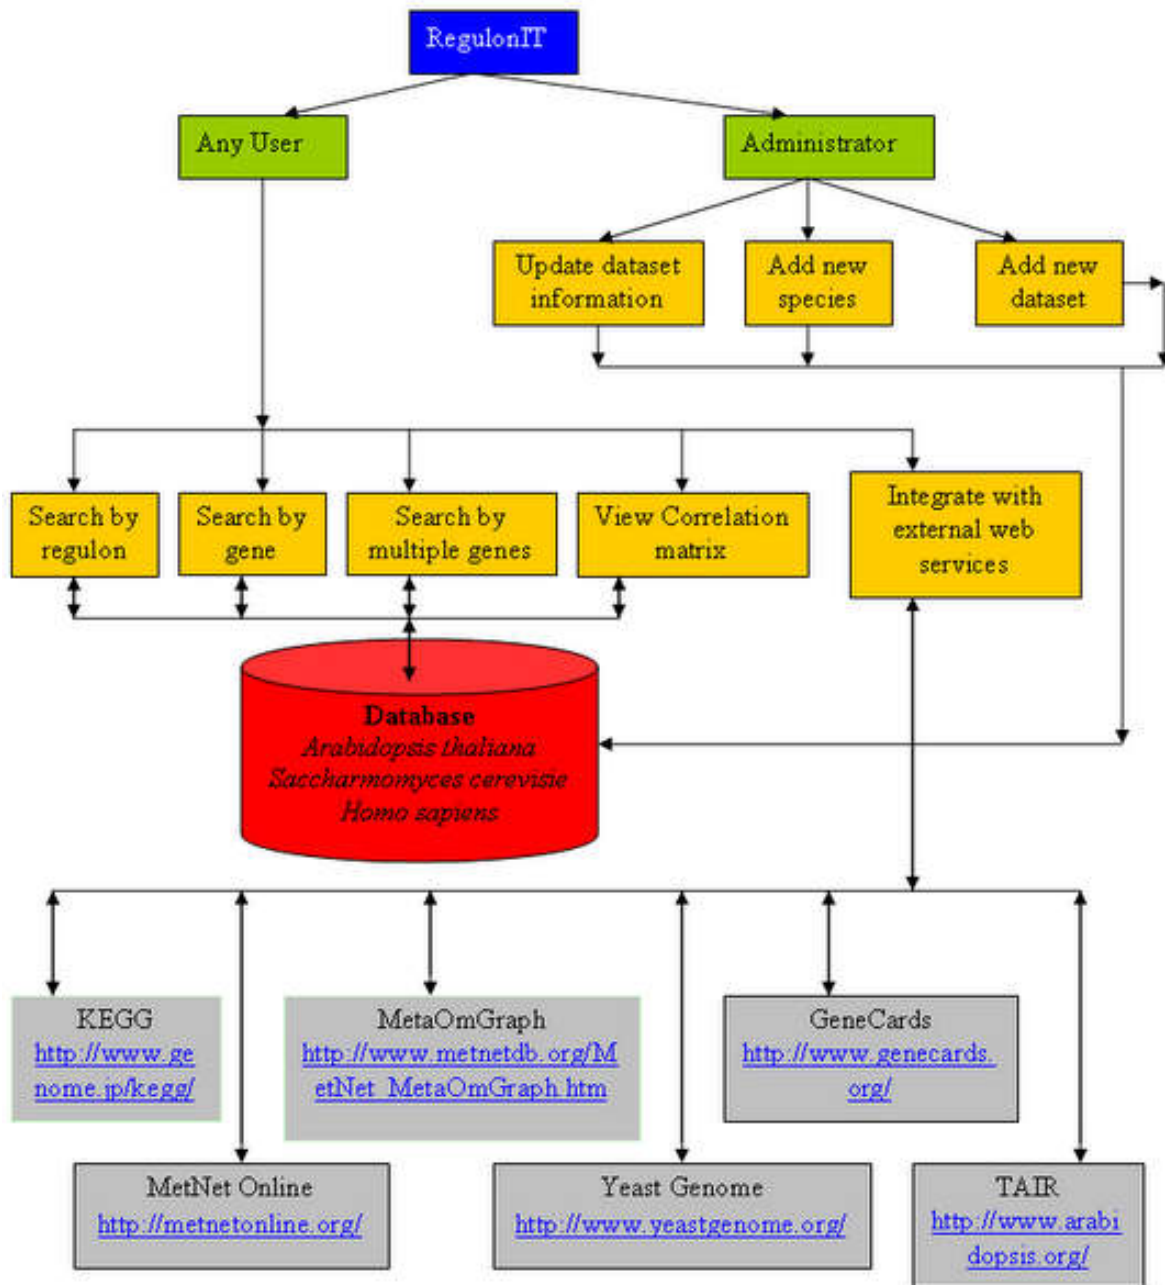 RegulonIT
Any User
Administrator
Update dataset
information
Add new
species
Add new
dataset
Search by
regulon
Search by
gene
Search by
multiple genes
View Correlation
matrix
Integrate with
external web
services
Database
Arabidopsis thaliana
Saccharmomyces cerevisie
Homo sapiens
KEGG
http://www.ge
nome.jp/kegg/
MetaOmGraph
http://www.metnetdb.org/M
etNet_MetaOmGraph.htm
GeneCards
http://www.genecards.
org/
MetNet Online
http://metnetonline.org/
Yeast Genome
http://www.yeastgenome.org/
TAIR
http://www.arabi
dopsis.org/